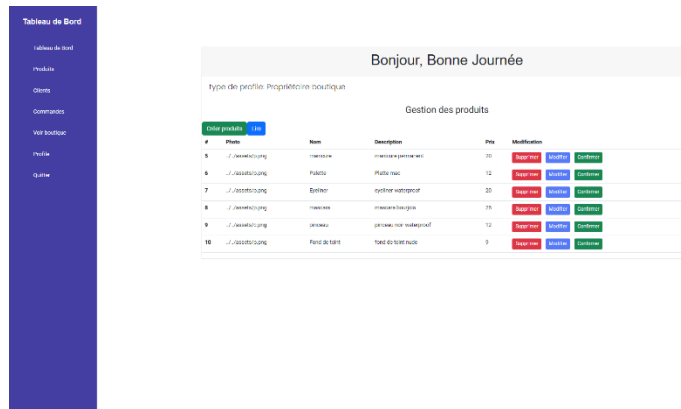 Tableau de Bord
Tableau de Bord
Produits
Clients
Commandes
Voir boutique
Profile
Quitter
Bonjour, Bonne Journée
type de profile: Propriétaire boutique
Gestion des produits
Créer produits Lire
# Photo Nom Description Prix Modification
5 ../../assets/p.png permanent 20 Supprimer Modifier Confirmer
6 ../../assets/p.png Palette Platte mac 12 Supprimer Modifier Confirmer
7 ../../assets/p.png Eyeliner eyeliner waterproof 20 Supprimer Modifier Confirmer
8 ../../assets/p.png mascara mascara bourjois Supprimer Modifier Confirmer
9 ../../assets/p.png pinceau pinceau noir waterproof 12 Supprimer Modifier Confirmer
10 ../../assets/p.png Fond de teint fond de teint nude 9 Supprimer Modifier Confirmer